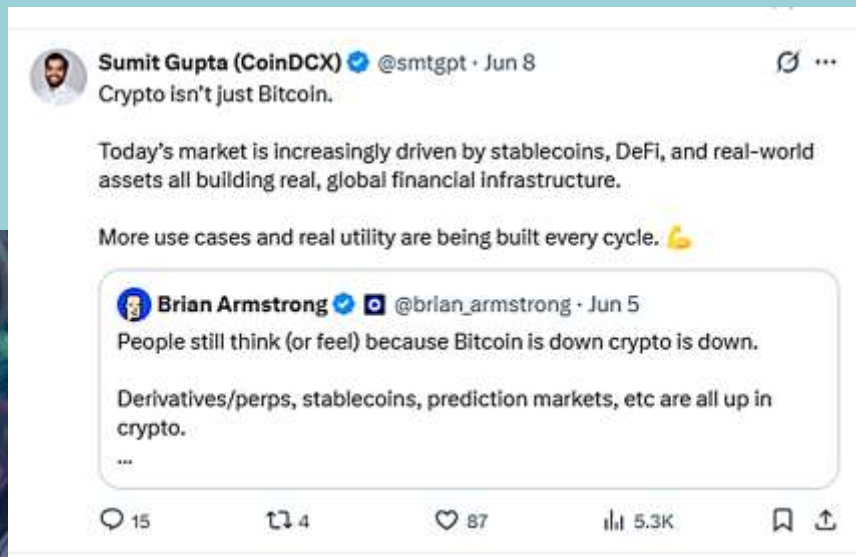 Sumit Gupta (CoinDCX) @smtgpt · Jun 8
Crypto isn't just Bitcoin.
Today's market is increasingly driven by stablecoins, DeFi, and real-world
assets all building real, global financial infrastructure.
More use cases and real utility are being built every cycle. 💪
Brian Armstrong @brian_armstrong · Jun 5
People still think (or feel) because Bitcoin is down crypto is down.
Derivatives/perps, stablecoins, prediction markets, etc are all up in
crypto.
...
15 4 87 5.3K